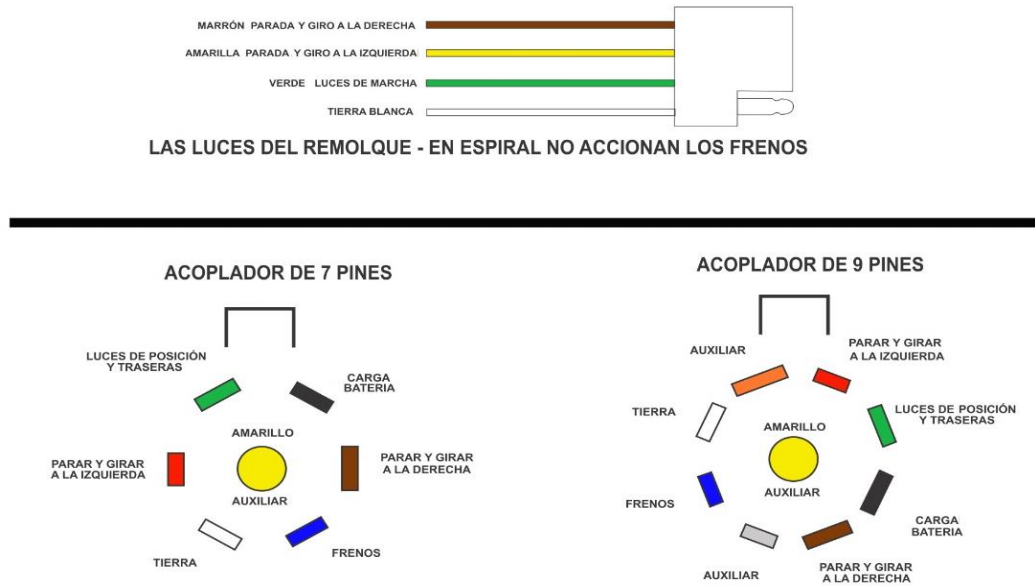 MARRÓN PARADA Y GIRO A LA DERECHA
AMARILLA PARADA Y GIRO A LA IZQUIERDA
VERDE LUCES DE MARCHA
TIERRA BLANCA
LAS LUCES DEL REMOLQUE - EN ESPIRAL NO ACCIONAN LOS FRENOS
ACOPLADOR DE 7 PINES
LUCES DE POSICIÓN
Y TRASERAS
CARGA
BATERIA
PARAR Y GIRAR
A LA IZQUIERDA
AMARILLO
AUXILIAR
PARAR Y GIRAR
A LA DERECHA
TIERRA
FRENOS
ACOPLADOR DE 9 PINES
AUXILIAR
PARAR Y GIRAR
A LA IZQUIERDA
TIERRA
LUCES DE POSICIÓN
Y TRASERAS
AMARILLO
AUXILIAR
FRENOS
CARGA
BATERIA
AUXILIAR
PARAR Y GIRAR
A LA DERECHA